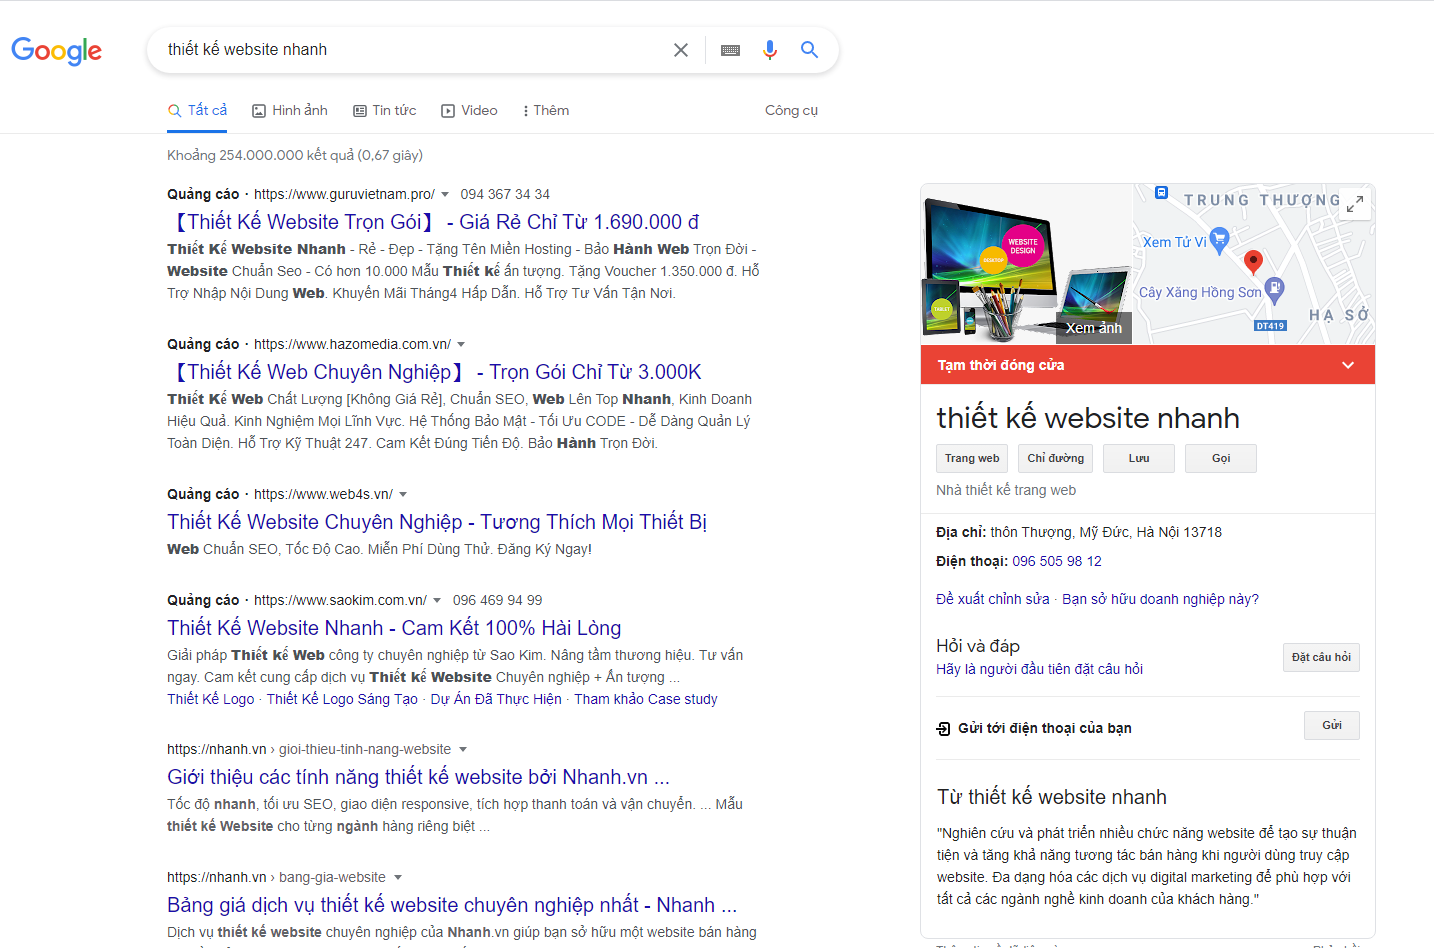 Google
thiết kế website nhanh
Tất cả
Hình ảnh
Tin tức
Video
Thêm
Công cụ
Khoảng 254.000.000 kết quả (0,67 giây)
Quảng cáo · https://www.guruvietnam.pro/ 094 367 34 34
【Thiết Kế Website Trọn Gói】 - Giá Rẻ Chỉ Từ 1.690.000 đ
Thiết Kế Website Nhanh - Rẻ - Đẹp - Tặng Tên Miền Hosting - Bảo Hành Web Trọn Đời -
Website Chuẩn Seo - Có hơn 10.000 Mẫu Thiết kế ấn tượng. Tặng Voucher 1.350.000 đ. Hỗ
Trợ Nhập Nội Dung Web. Khuyến Mãi Tháng4 Hấp Dẫn. Hỗ Trợ Tư Vấn Tận Nơi.
Quảng cáo · https://www.hazomedia.com.vn/
【Thiết Kế Web Chuyên Nghiệp】 - Trọn Gói Chỉ Từ 3.000K
Thiết Kế Web Chất Lượng [Không Giá Rẻ], Chuẩn SEO, Web Lên Top Nhanh, Kinh Doanh
Hiệu Quả. Kinh Nghiệm Mọi Lĩnh Vực. Hệ Thống Bảo Mật - Tối Ưu CODE - Dễ Dàng Quản Lý
Toàn Diện. Hỗ Trợ Kỹ Thuật 247. Cam Kết Đúng Tiến Độ. Bảo Hành Trọn Đời.
Quảng cáo · https://www.web4s.vn/
Thiết Kế Website Chuyên Nghiệp - Tương Thích Mọi Thiết Bị
Web Chuẩn SEO, Tốc Độ Cao. Miễn Phí Dùng Thử. Đăng Ký Ngay!
Quảng cáo · https://www.saokim.com.vn/ 096 469 94 99
Thiết Kế Website Nhanh - Cam Kết 100% Hài Lòng
Giải pháp Thiết kế Web công ty chuyên nghiệp từ Sao Kim. Nâng tầm thương hiệu. Tư vấn
ngay. Cam kết cung cấp dịch vụ Thiết kế Website Chuyên nghiệp + Ấn tượng ...
Thiết Kế Logo · Thiết Kế Logo Sáng Tạo · Dự Án Đã Thực Hiện · Tham khảo Case study
https://nhanh.vn › gioi-thieu-tinh-nang-website
Giới thiệu các tính năng thiết kế website bởi Nhanh.vn ...
Tốc độ nhanh, tối ưu SEO, giao diện responsive, tích hợp thanh toán và vận chuyển. ... Mẫu
thiết kế Website cho từng ngành hàng riêng biệt ...
https://nhanh.vn › bang-gia-website
Bảng giá dịch vụ thiết kế website chuyên nghiệp nhất - Nhanh ...
Dịch vụ thiết kế website chuyên nghiệp của Nhanh.vn giúp bạn sở hữu một website bán hàng
WEBSITE
DESIGN
DESKTOP
TABLET
Xem ảnh
TRUNG THƯỢNG
Xem Tử Vi
Cây Xăng Hồng Sơn
HẠ SỞ
DT419
Tạm thời đóng cửa
thiết kế website nhanh
Trang web
Chỉ đường
Lưu
Gọi
Nhà thiết kế trang web
Địa chỉ: thôn Thượng, Mỹ Đức, Hà Nội 13718
Điện thoại: 096 505 98 12
Đề xuất chỉnh sửa · Bạn sở hữu doanh nghiệp này?
Hỏi và đáp
Hãy là người đầu tiên đặt câu hỏi
Đặt câu hỏi
Gửi tới điện thoại của bạn
Gửi
Từ thiết kế website nhanh
"Nghiên cứu và phát triển nhiều chức năng website để tạo sự thuận
tiện và tăng khả năng tương tác bán hàng khi người dùng truy cập
website. Đa dạng hóa các dịch vụ digital marketing để phù hợp với
tất cả các ngành nghề kinh doanh của khách hàng."